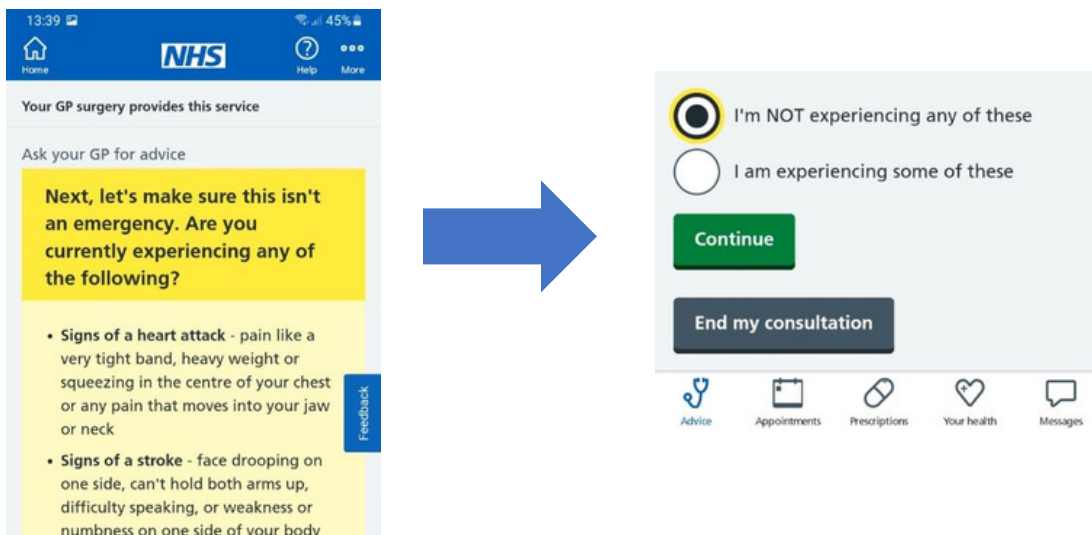 13:39 45%
NHS
Home Help More
Your GP surgery provides this service
Ask your GP for advice
Next, let's make sure this isn't
an emergency. Are you
currently experiencing any of
the following?
• Signs of a heart attack - pain like a
very tight band, heavy weight or
squeezing in the centre of your chest
or any pain that moves into your jaw
or neck
Feedback
• Signs of a stroke - face drooping on
one side, can't hold both arms up,
difficulty speaking, or weakness or
numbness on one side of your body
I'm NOT experiencing any of these
I am experiencing some of these
Continue
End my consultation
Advice Appointments Prescriptions Your health Messages